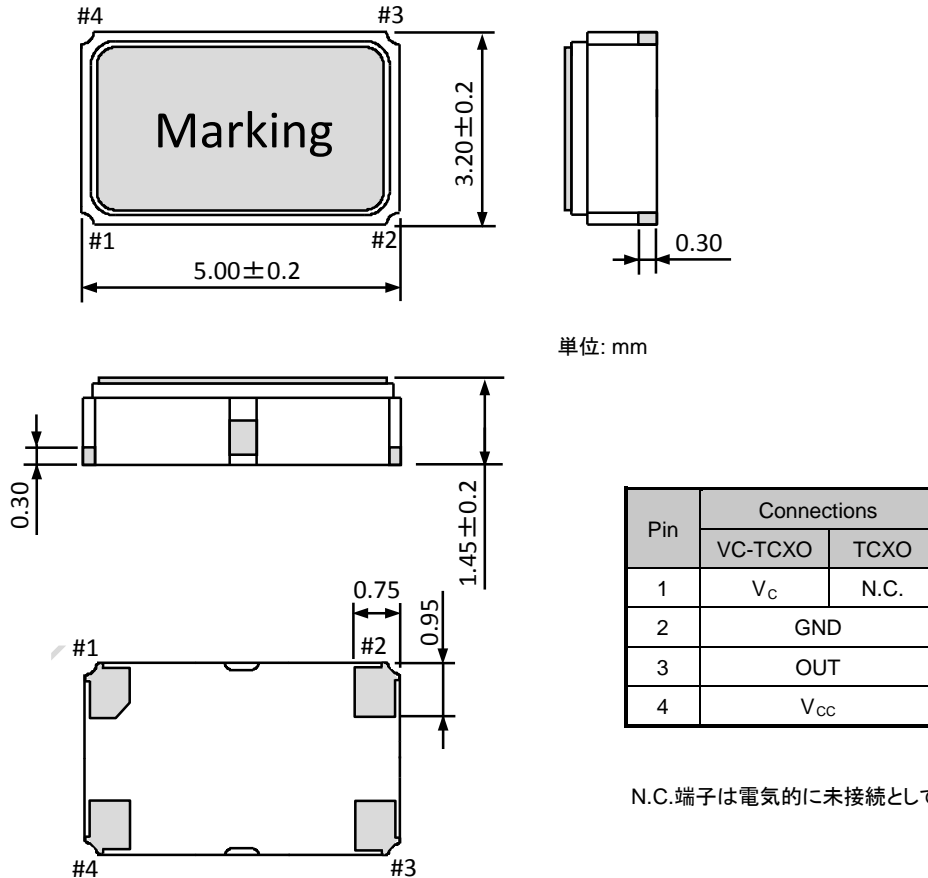 #4 #3
Marking
3.20±0.2
#1 #2
5.00±0.2
0.30
単位: mm
0.30
1.45±0.2
Pin Connections
VC-TCXO TCXO
1 VC N.C.
2 GND
3 OUT
4 VCC
0.75
0.95
#1 #2
#4 #3
N.C.端子は電気的に未接続として